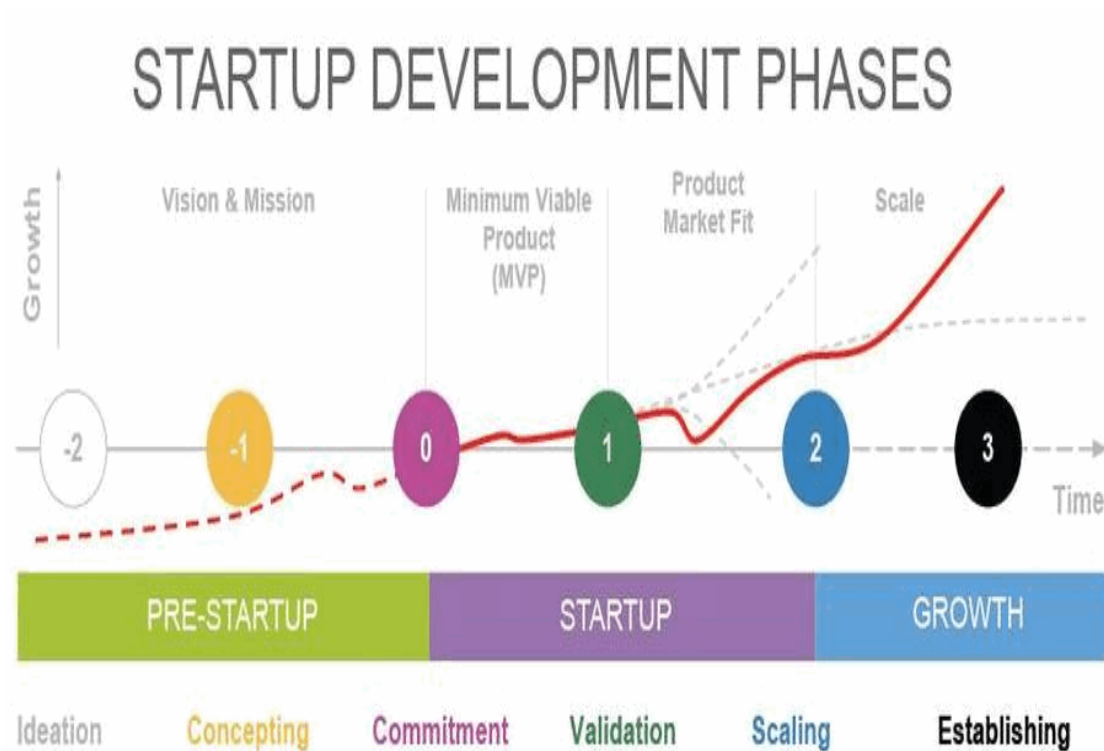 STARTUP DEVELOPMENT PHASES
Growth
Vision & Mission
Minimum Viable
Product
(MVP)
Product
Market Fit
Scale
-2
-1
0
1
2
3
Time
PRE-STARTUP
STARTUP
GROWTH
Ideation
Concepting
Commitment
Validation
Scaling
Establishing